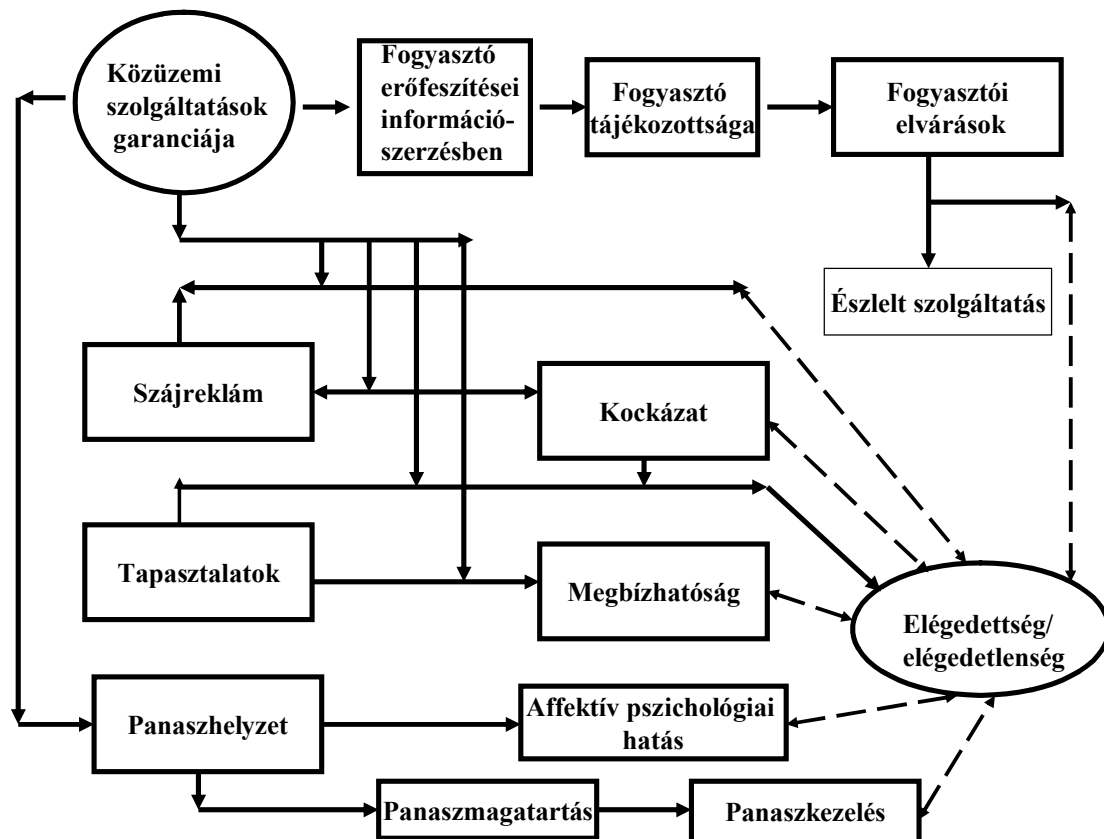 Közüzemi
szolgáltatások
garanciája
Fogyasztó
erőfeszítései
információ-
szerzésben
Fogyasztó
tájékozottsága
Fogyasztói
elvárások
Észlelt szolgáltatás
Szájreklám
Kockázat
Tapasztalatok
Megbízhatóság
Elégedettség/
elégedetlenség
Panaszhelyzet
Affektív pszichológiai
hatás
Panaszmagatartás
Panaszkezelés